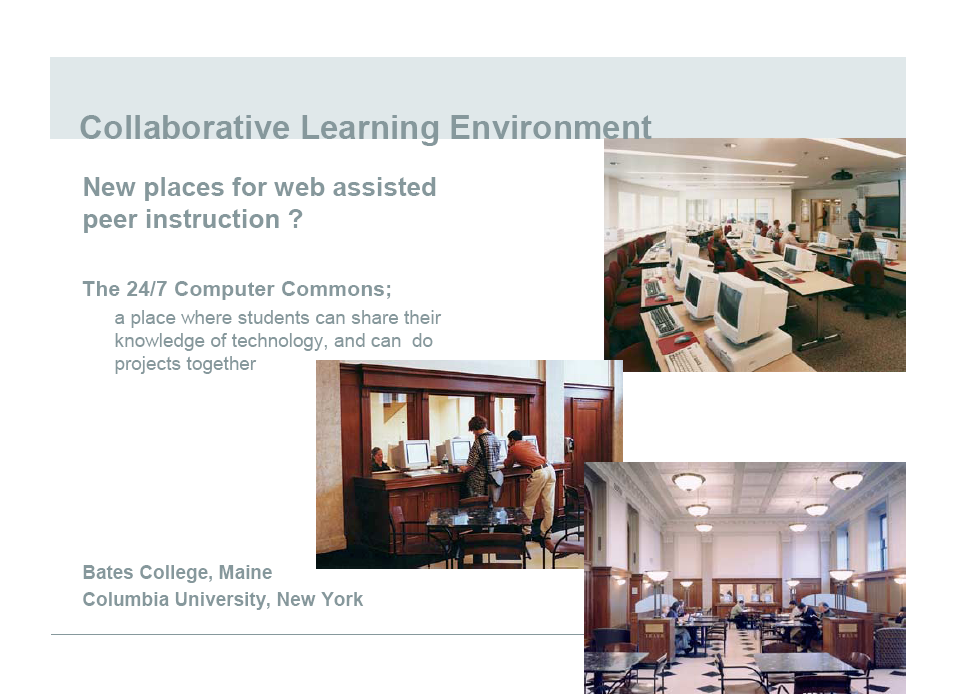 Collaborative Learning Environment
New places for web assisted
peer instruction ?
The 24/7 Computer Commons;
a place where students can share their
knowledge of technology, and can  do
projects together
Bates College, Maine
Columbia University, New York